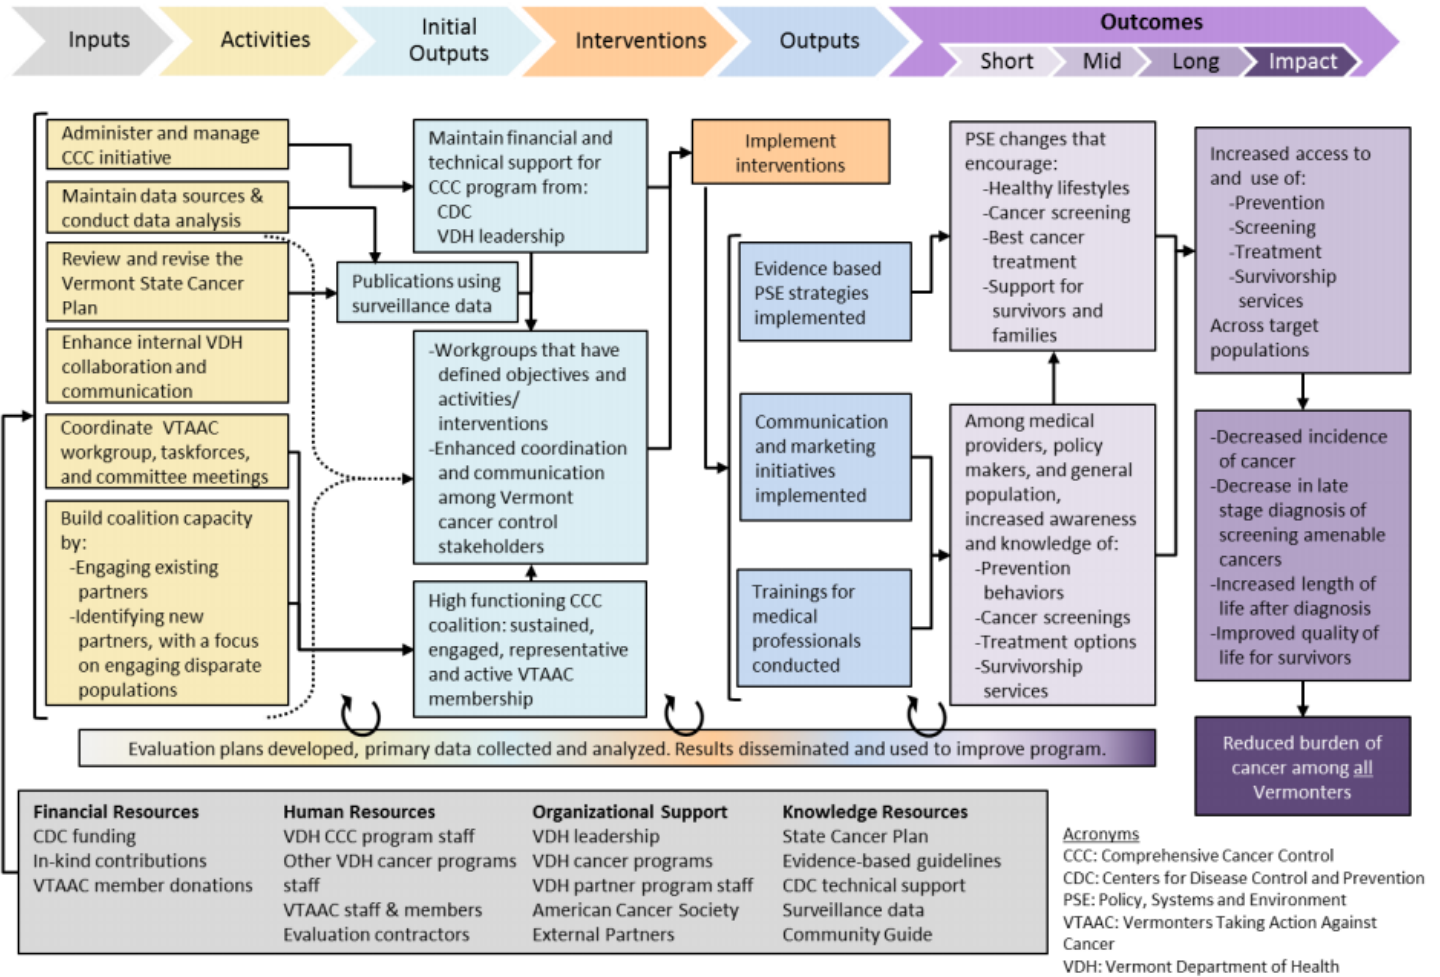 Inputs
Activities
Initial
Outputs
Interventions
Outputs
Outcomes
Short
Mid
Long
Impact
Administer and manage
CCC initiative
Maintain data sources &
conduct data analysis
Review and revise the
Vermont State Cancer
Plan
Enhance internal VDH
collaboration and
communication
Coordinate VTAAC
workgroup, taskforces,
and committee meetings
Build coalition capacity
by:
-Engaging existing
partners
-Identifying new
partners, with a focus
on engaging disparate
populations
Maintain financial and
technical support for
CCC program from:
CDC
VDH leadership
Publications using
surveillance data
-Workgroups that have
defined objectives and
activities/
interventions
-Enhanced coordination
and communication
among Vermont
cancer control
stakeholders
High functioning CCC
coalition: sustained,
engaged, representative
and active VTAAC
membership
Implement
interventions
Evidence based
PSE strategies
implemented
Communication
and marketing
initiatives
implemented
Trainings for
medical
professionals
conducted
PSE changes that
encourage:
-Healthy lifestyles
-Cancer screening
-Best cancer
treatment
-Support for
survivors and
families
Among medical
providers, policy
makers, and general
population,
increased awareness
and knowledge of:
-Prevention
behaviors
-Cancer screenings
-Treatment options
-Survivorship
services
Increased access to
and use of:
-Prevention
-Screening
-Treatment
-Survivorship
services
Across target
populations
-Decreased incidence
of cancer
-Decrease in late
stage diagnosis of
screening amenable
cancers
-Increased length of
life after diagnosis
-Improved quality of
life for survivors
Reduced burden of
cancer among all
Vermonters
Evaluation plans developed, primary data collected and analyzed. Results disseminated and used to improve program.
Financial Resources
CDC funding
In-kind contributions
VTAAC member donations
Human Resources
VDH CCC program staff
Other VDH cancer programs
staff
VTAAC staff & members
Evaluation contractors
Organizational Support
VDH leadership
VDH cancer programs
VDH partner program staff
American Cancer Society
External Partners
Knowledge Resources
State Cancer Plan
Evidence-based guidelines
CDC technical support
Surveillance data
Community Guide
Acronyms
CCC: Comprehensive Cancer Control
CDC: Centers for Disease Control and Prevention
PSE: Policy, Systems and Environment
VTAAC: Vermonters Taking Action Against
Cancer
VDH: Vermont Department of Health